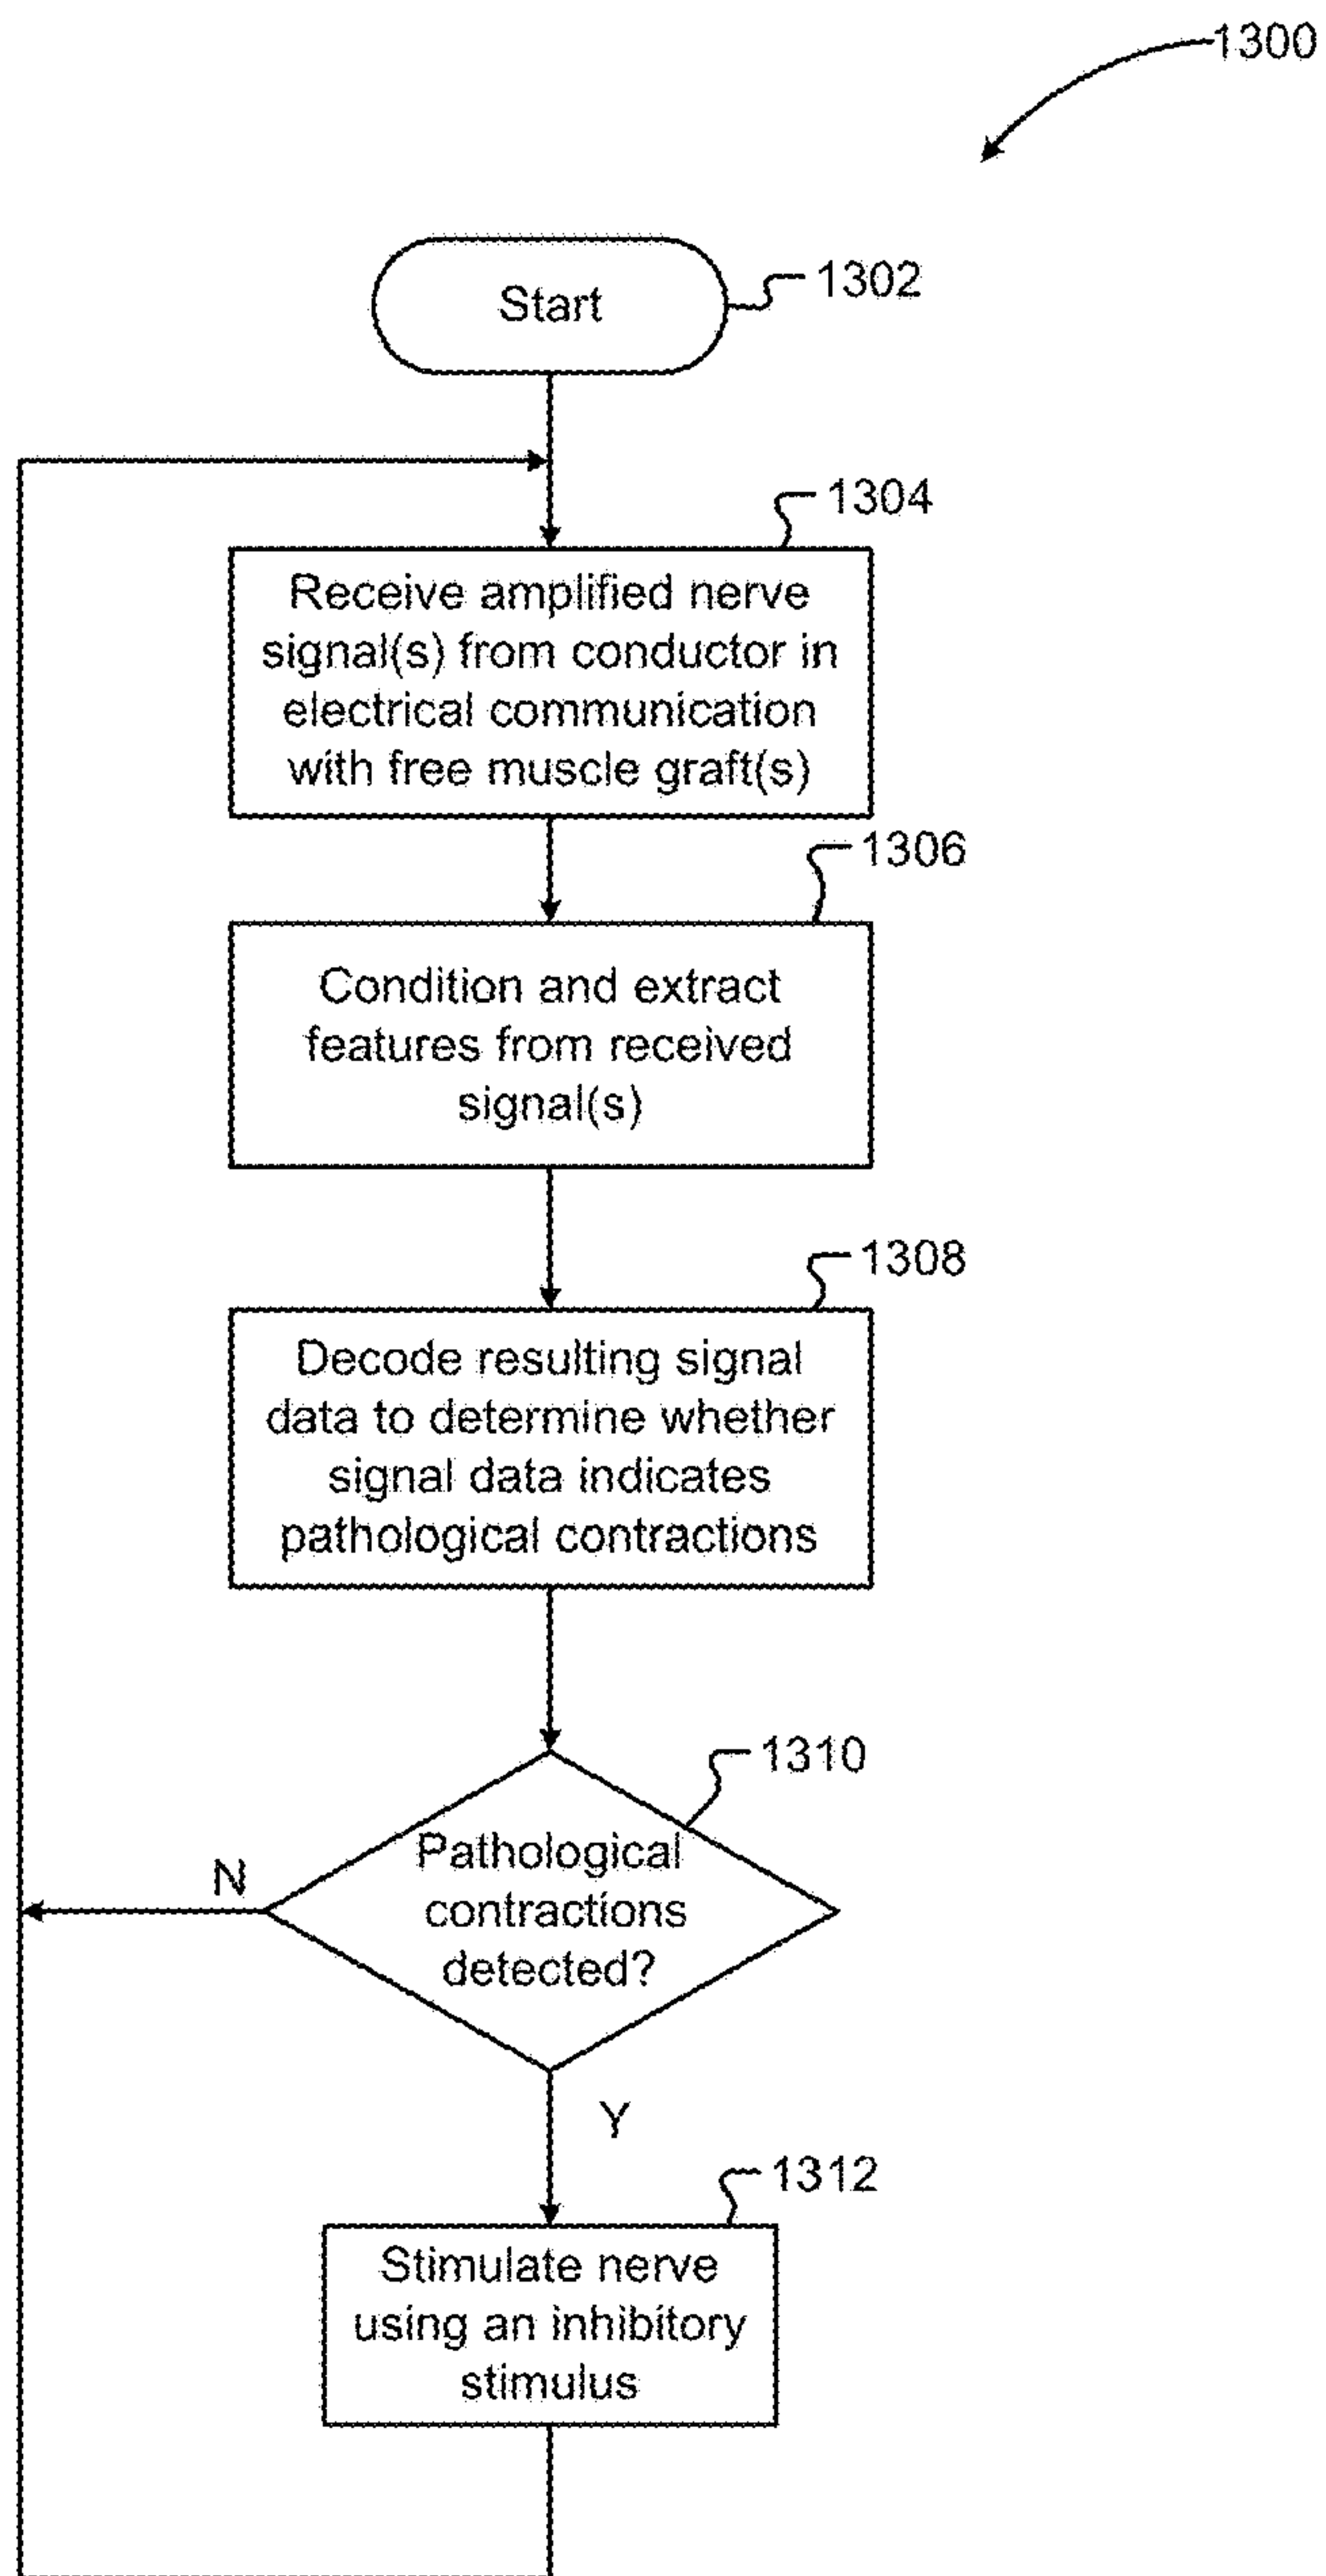 1300
Start
1302
1304
Receive amplified nerve
signal(s) from conductor in
electrical communication
with free muscle graft(s)
1306
Condition and extract
features from received
signal(s)
1308
Decode resulting signal
data to determine whether
signal data indicates
pathological contractions
1310
Pathological
contractions
detected?
N
Y
1312
Stimulate nerve
using an inhibitory
stimulus